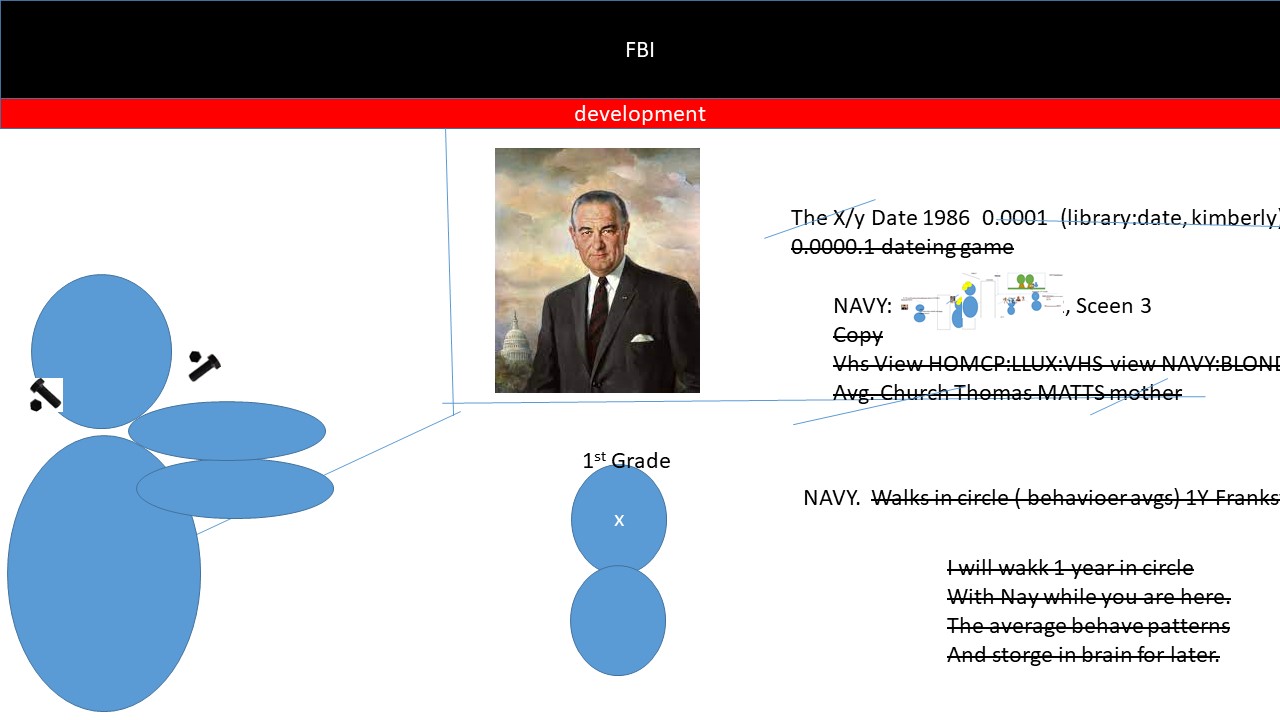 FBI
development
The X/y Date 1986 0.0001 (library:date, kimberly)
0.0000.1 dateing game
NAVY: , Sceen 3
Copy
Vhs View HOMCP:LLUX:VHS view NAVY:BLOND
Avg. Church Thomas MATTS mother
1st Grade
x
NAVY. Walks in circle ( behavioer avgs) 1Y Franks
I will wakk 1 year in circle
With Nay while you are here.
The average behave patterns
And storge in brain for later.